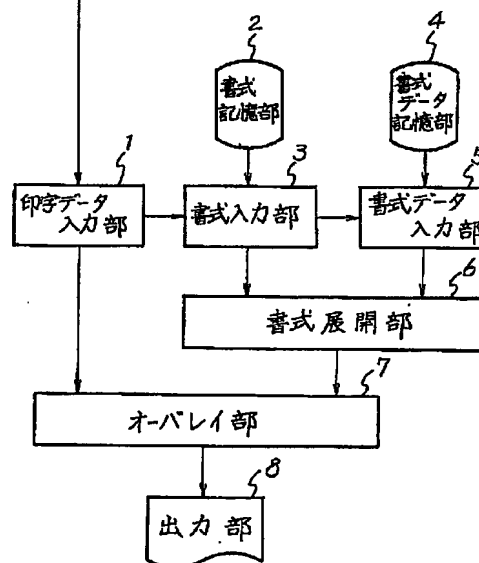 2
書式
記憶部
4
書式
データ
記憶部
1
印字データ
入力部
3
書式入力部
5
書式データ
入力部
6
書式展開部
7
オーバレイ部
8
出力部